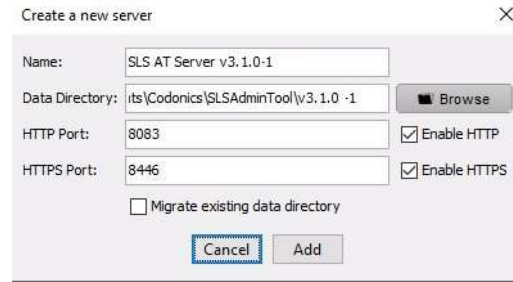 Create a new server
Name: SLS AT Server v3.1.0-1
Data Directory: ıts\Codonics\SLSAdminTool\v3.1.0 -1 Browse
HTTP Port: 8083 Enable HTTP
HTTPS Port: 8446 Enable HTTPS
Migrate existing data directory
Cancel Add